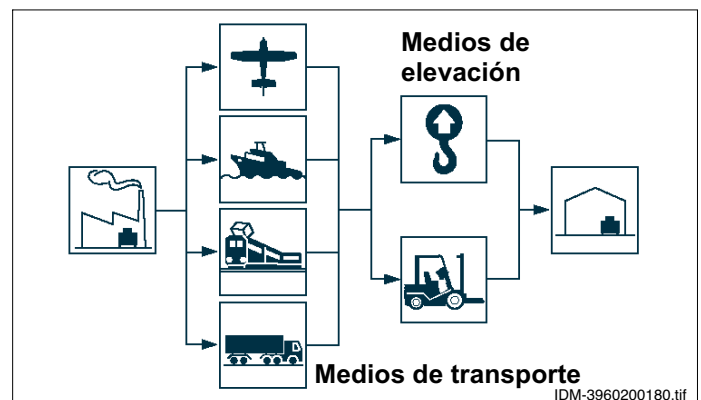 Medios de
elevación
Medios de transporte
IDM-3960200180.tif